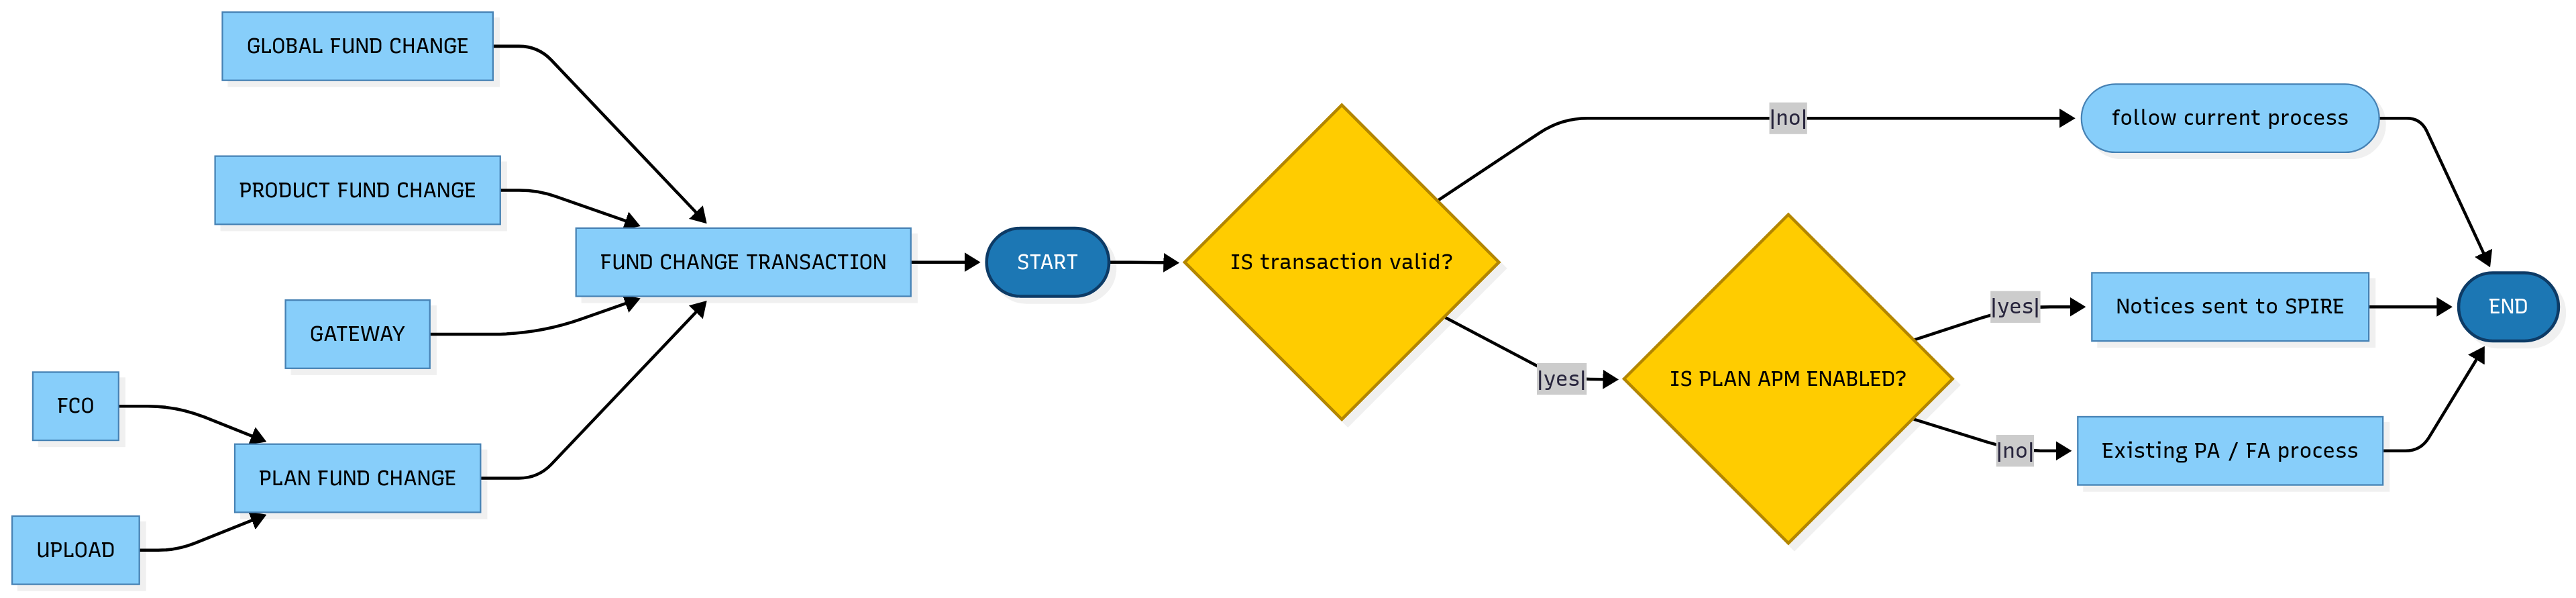 GLOBAL FUND CHANGE
PRODUCT FUND CHANGE
GATEWAY
FCO
UPLOAD
PLAN FUND CHANGE
FUND CHANGE TRANSACTION
START
IS transaction valid?
|no|
follow current process
|yes|
IS PLAN APM ENABLED?
|yes|
Notices sent to SPIRE
|no|
Existing PA / FA process
END